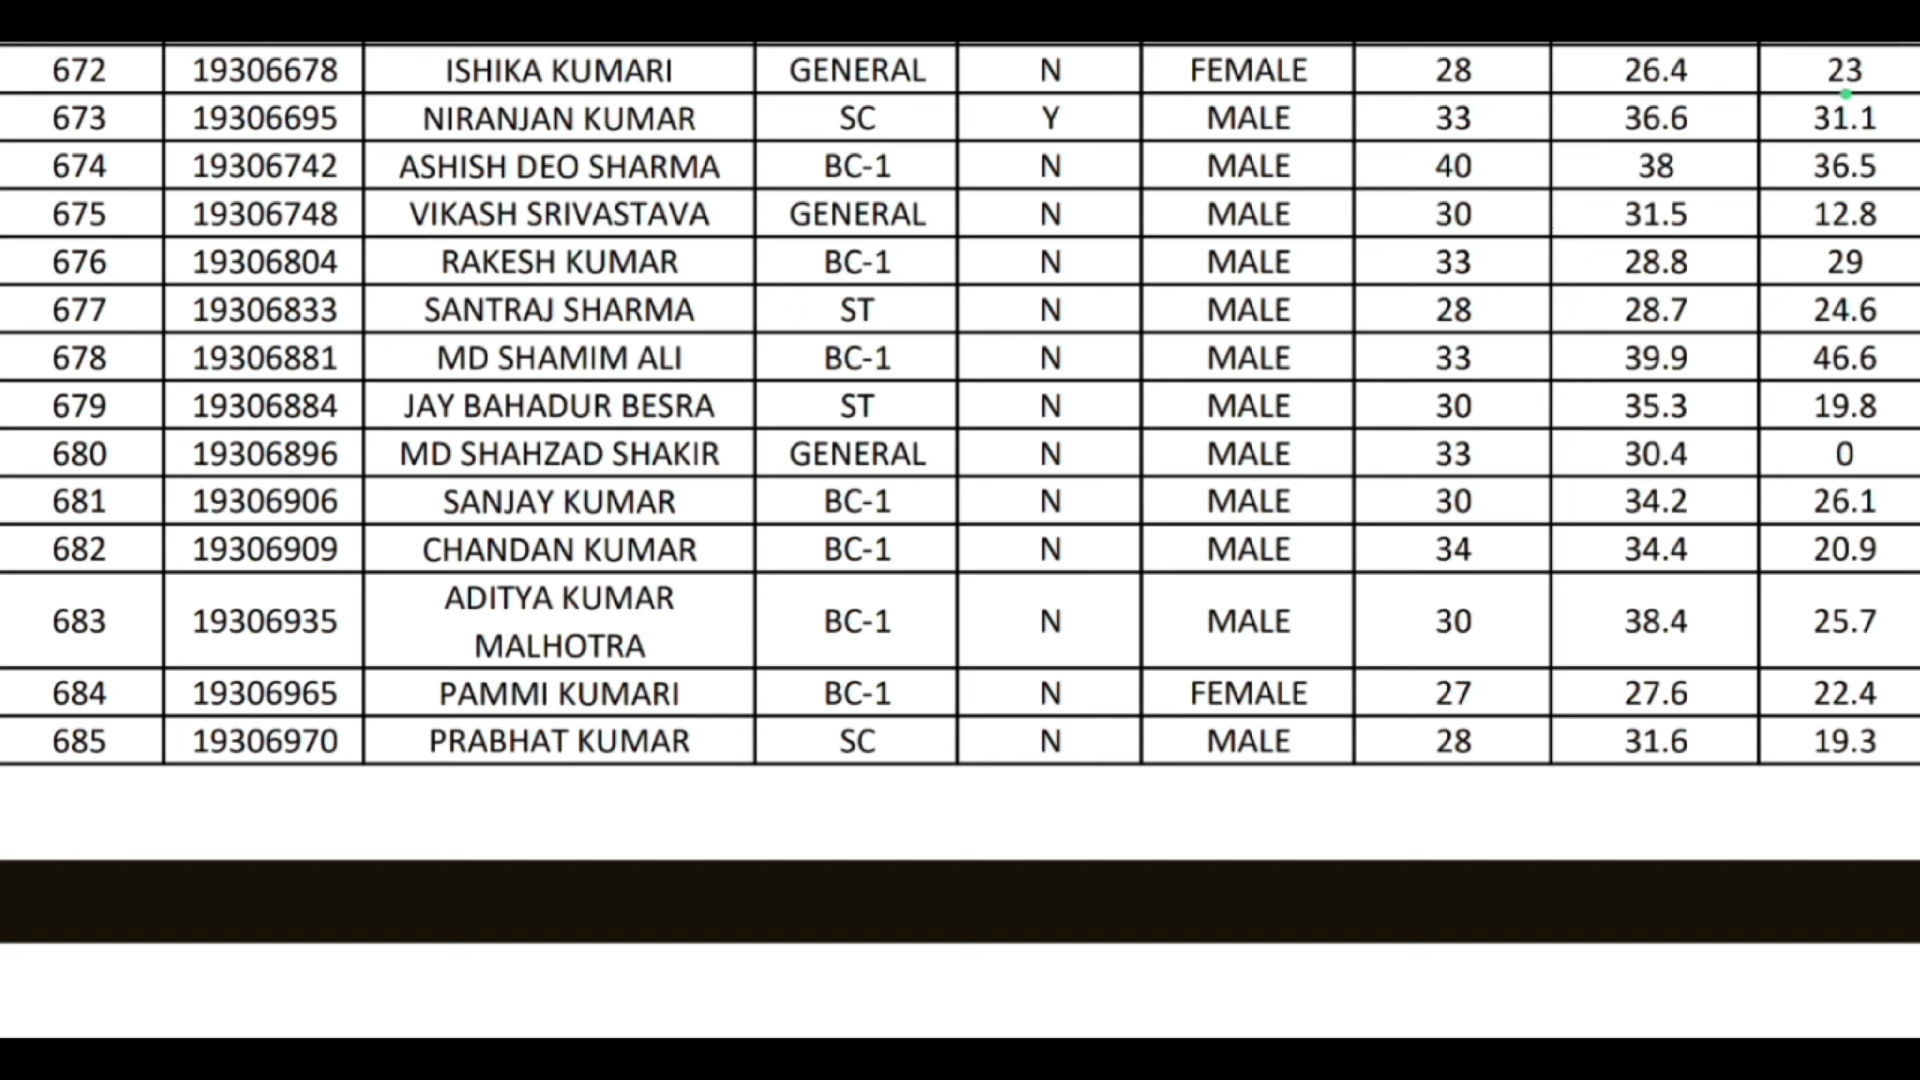 672 19306678 ISHIKA KUMARI GENERAL N FEMALE 28 26.4 23
673 19306695 NIRANJAN KUMAR SC Y MALE 33 36.6 31.1
674 19306742 ASHISH DEO SHARMA BC-1 N MALE 40 38 36.5
675 19306748 VIKASH SRIVASTAVA GENERAL N MALE 30 31.5 12.8
676 19306804 RAKESH KUMAR BC-1 N MALE 33 28.8 29
677 19306833 SANTRAJ SHARMA ST N MALE 28 28.7 24.6
678 19306881 MD SHAMIM ALI BC-1 N MALE 33 39.9 46.6
679 19306884 JAY BAHADUR BESRA ST N MALE 30 35.3 19.8
680 19306896 MD SHAHZAD SHAKIR GENERAL N MALE 33 30.4 0
681 19306906 SANJAY KUMAR BC-1 N MALE 30 34.2 26.1
682 19306909 CHANDAN KUMAR BC-1 N MALE 34 34.4 20.9
683 19306935 ADITYA KUMAR
MALHOTRA BC-1 N MALE 30 38.4 25.7
684 19306965 PAMMI KUMARI BC-1 N FEMALE 27 27.6 22.4
685 19306970 PRABHAT KUMAR SC N MALE 28 31.6 19.3